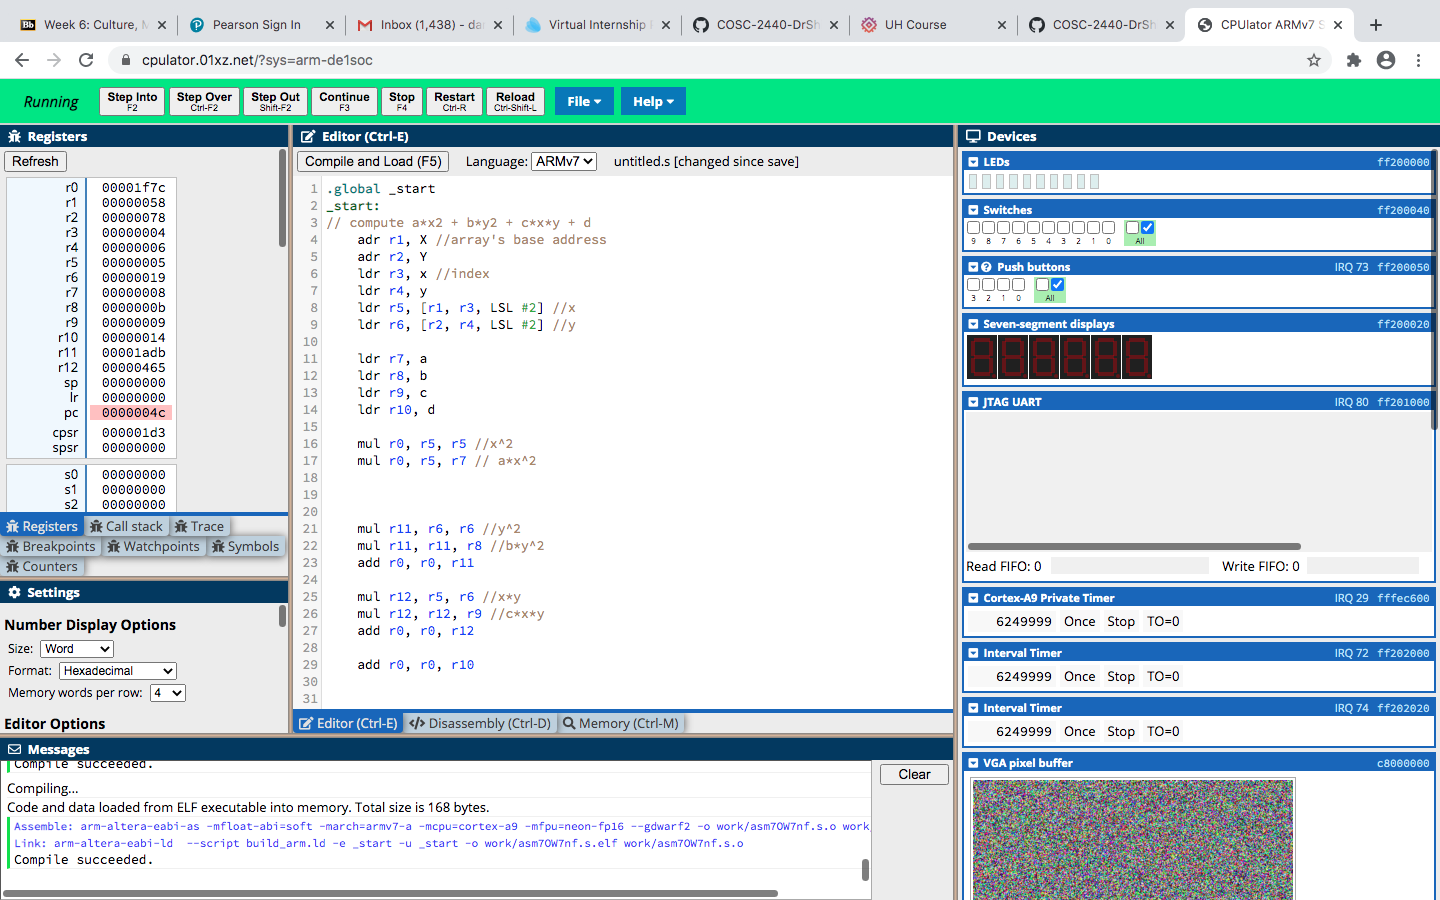 Week 6: Culture, M
Pearson Sign In
Inbox (1,438) - da
Virtual Internship
COSC-2440-DrSh
UH Course
COSC-2440-DrSh
CPUlator ARMv7 S
cpulator.01xz.net/?sys=arm-de1soc
Running
Step Into F2
Step Over Ctrl-F2
Step Out Shift-F2
Continue F3
Stop F4
Restart Ctrl-R
Reload Ctrl-Shift-L
File
Help
Registers
Refresh
r0 00001f7c
r1 00000058
r2 00000078
r3 00000004
r4 00000006
r5 00000005
r6 00000019
r7 00000008
r8 0000000b
r9 00000009
r10 00000014
r11 00001adb
r12 00000465
sp 00000000
lr 00000000
pc 0000004c
cpsr 000001d3
spsr 00000000
s0 00000000
s1 00000000
s2 00000000
Registers Call stack Trace
Breakpoints Watchpoints Symbols
Counters
Settings
Number Display Options
Size: Word
Format: Hexadecimal
Memory words per row: 4
Editor Options
Editor (Ctrl-E)
Compile and Load (F5) Language: ARMv7 untitled.s [changed since save]
1 .global _start
2 _start:
3 // compute a*x2 + b*y2 + c*x*y + d
4 adr r1, X //array's base address
5 adr r2, Y
6 ldr r3, x //index
7 ldr r4, y
8 ldr r5, [r1, r3, LSL #2] //x
9 ldr r6, [r2, r4, LSL #2] //y
10
11 ldr r7, a
12 ldr r8, b
13 ldr r9, c
14 ldr r10, d
15
16 mul r0, r5, r5 //x^2
17 mul r0, r5, r7 // a*x^2
18
19
20
21 mul r11, r6, r6 //y^2
22 mul r11, r11, r8 //b*y^2
23 add r0, r0, r11
24
25 mul r12, r5, r6 //x*y
26 mul r12, r12, r9 //c*x*y
27 add r0, r0, r12
28
29 add r0, r0, r10
30
31
Editor (Ctrl-E) Disassembly (Ctrl-D) Memory (Ctrl-M)
Messages
Compile succeeded.
Compiling...
Code and data loaded from ELF executable into memory. Total size is 168 bytes.
Assemble: arm-altera-eabi-as -mfloat-abi=soft -march=armv7-a -mcpu=cortex-a9 -mfpu=neon-fp16 --gdwarf2 -o work/asm7OW7nf.s.o work/
Link: arm-altera-eabi-ld --script build_arm.ld -e _start -u _start -o work/asm7OW7nf.s.elf work/asm7OW7nf.s.o
Compile succeeded.
Clear
Devices
LEDs ff200000
Switches ff200040
9 8 7 6 5 4 3 2 1 0 All
Push buttons IRQ 73 ff200050
3 2 1 0 All
Seven-segment displays ff200020
JTAG UART IRQ 80 ff201000
Read FIFO: 0 Write FIFO: 0
Cortex-A9 Private Timer IRQ 29 fffec600
6249999 Once Stop TO=0
Interval Timer IRQ 72 ff202000
6249999 Once Stop TO=0
Interval Timer IRQ 74 ff202020
6249999 Once Stop TO=0
VGA pixel buffer c8000000